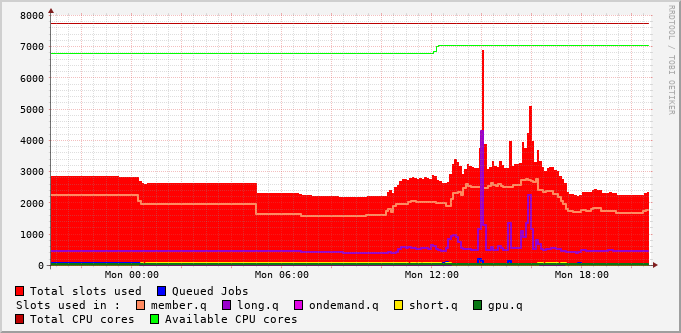 8000
7000
6000
5000
4000
3000
2000
1000
0
Mon 00:00 Mon 06:00 Mon 12:00 Mon 18:00
RRDTOOL / TOBI OETIKER
Total slots used Queued Jobs
Slots used in : member.q long.q ondemand.q short.q gpu.q
Total CPU cores Available CPU cores